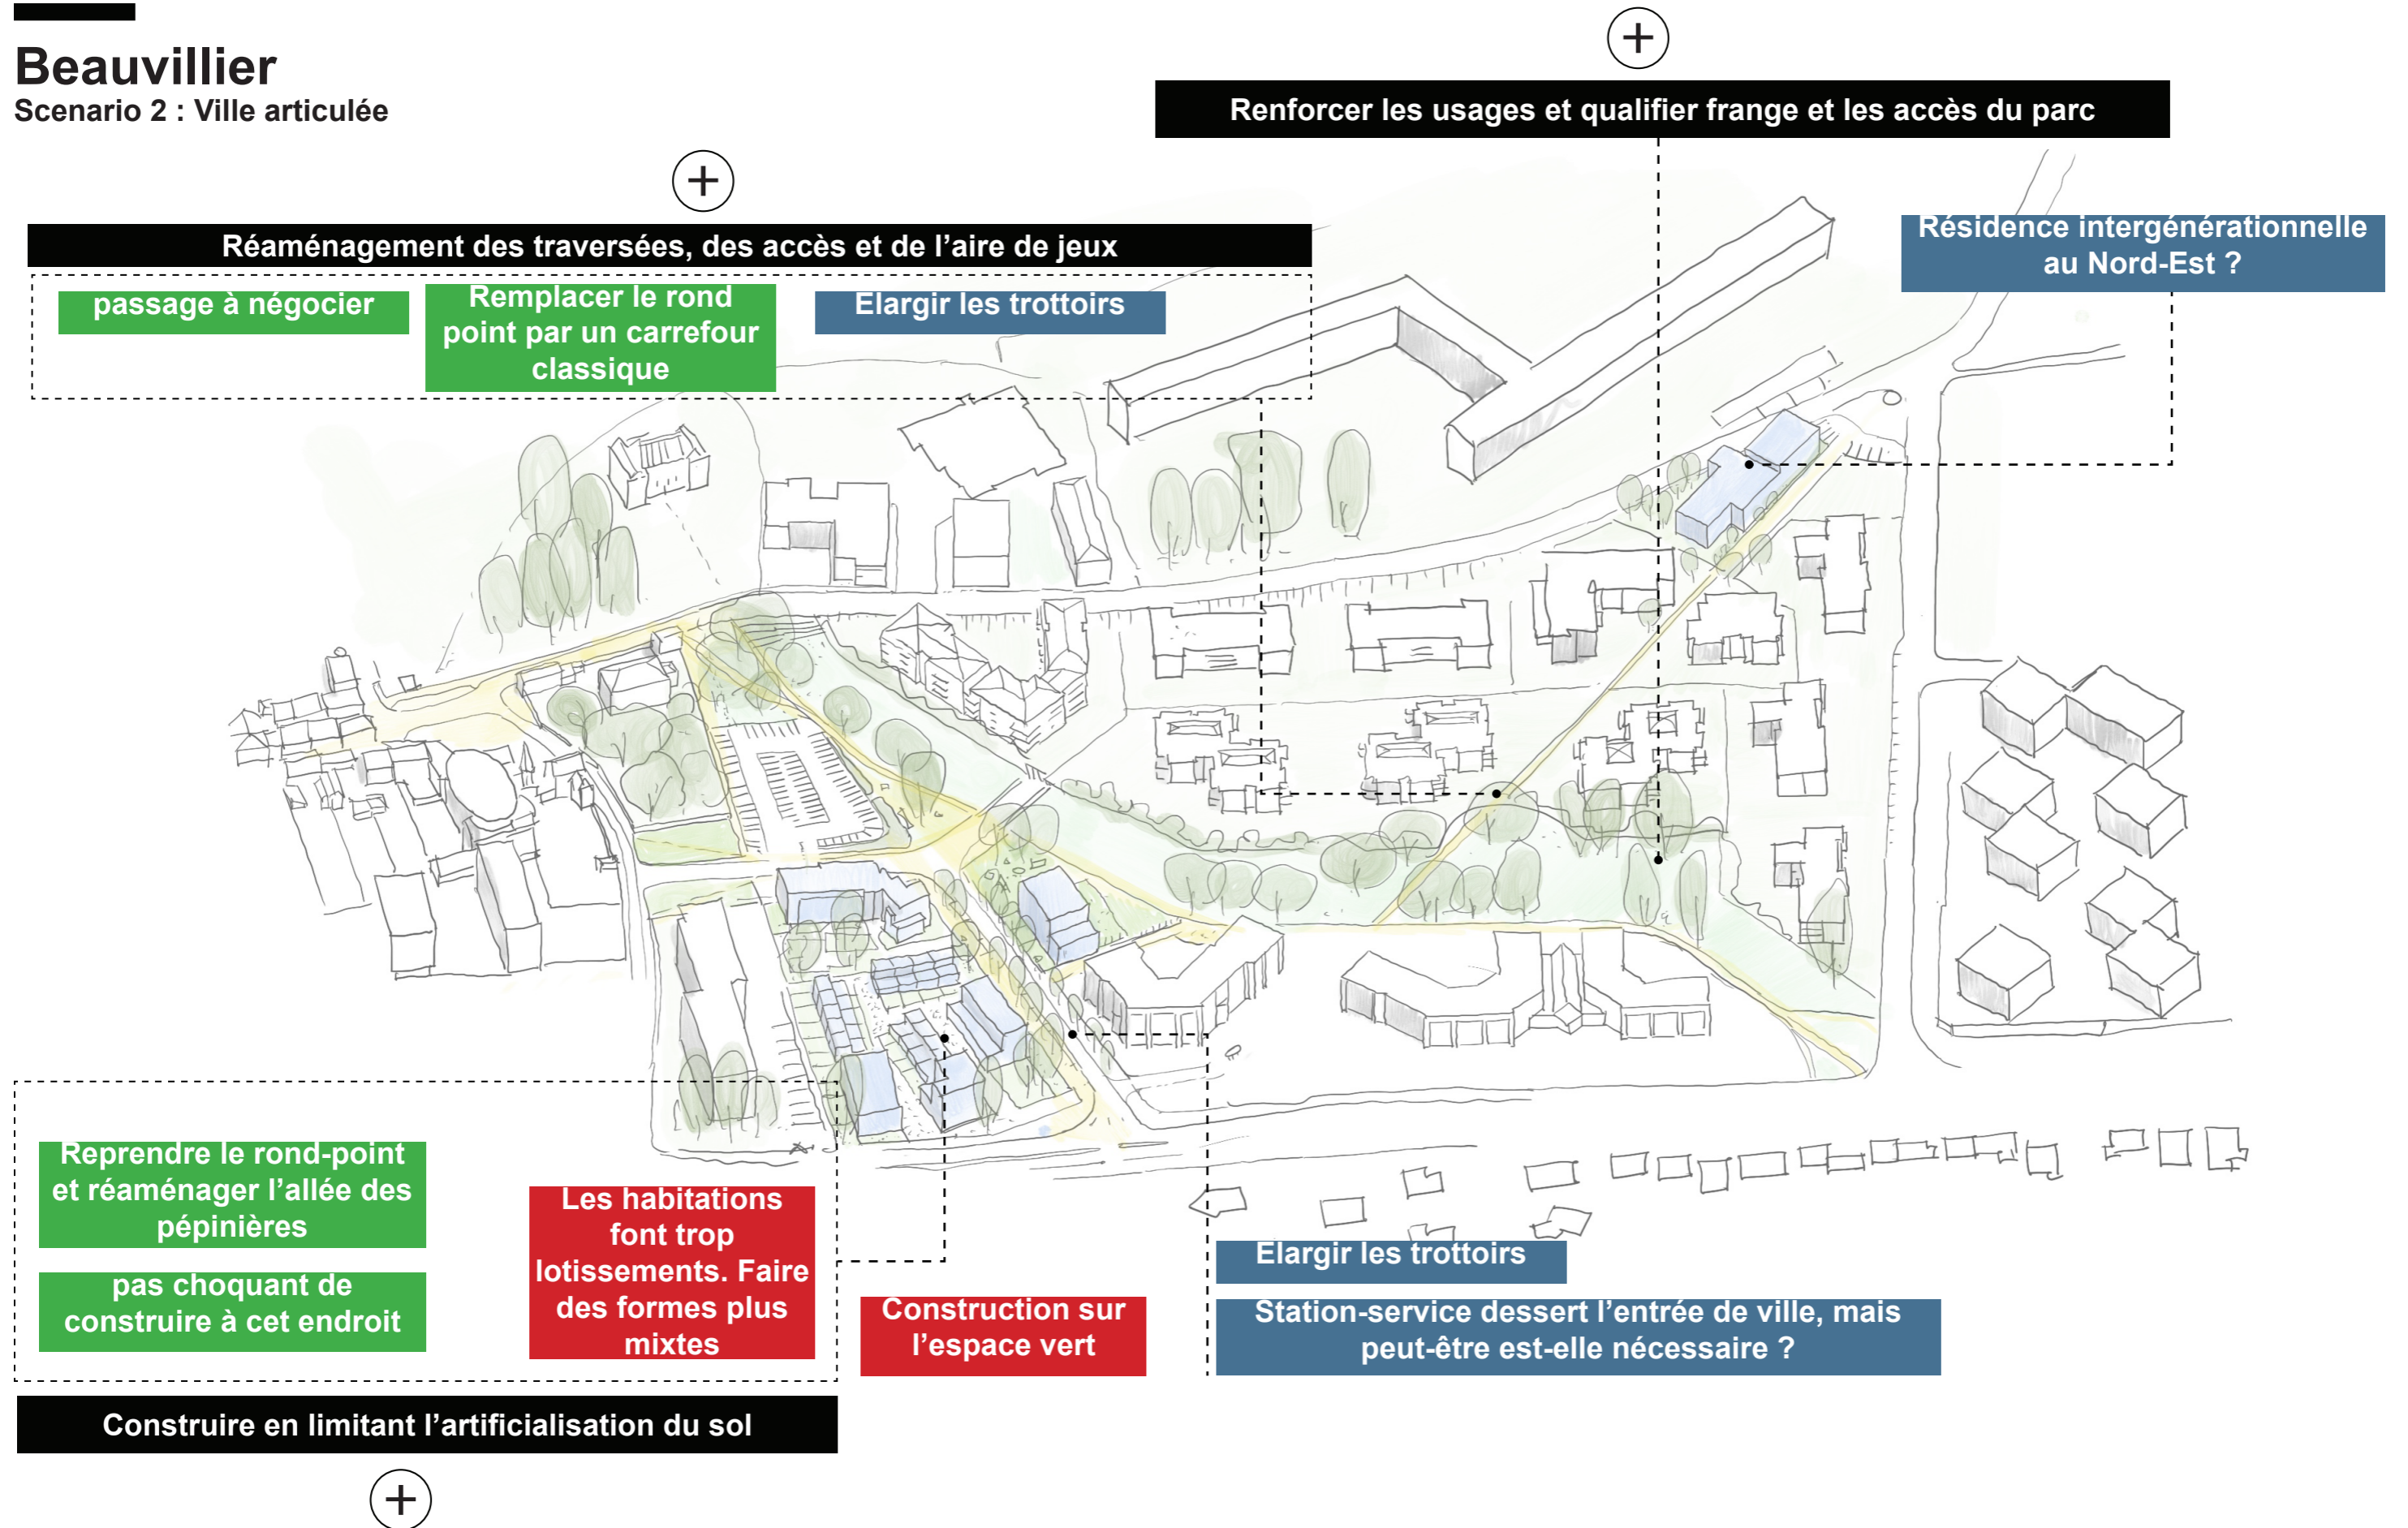 Beauvillier
Scenario 2 : Ville articulée
+
Renforcer les usages et qualifier frange et les accès du parc
+
Réaménagement des traversées, des accès et de l'aire de jeux
Résidence intergénérationnelle
au Nord-Est ?
passage à négocier
Remplacer le rond
point par un carrefour
classique
Elargir les trottoirs
Reprendre le rond-point
et réaménager l'allée des
pépinières
pas choquant de
construire à cet endroit
Les habitations
font trop
lotissements. Faire
des formes plus
mixtes
Construction sur
l'espace vert
Elargir les trottoirs
Station-service dessert l'entrée de ville, mais
peut-être est-elle nécessaire ?
Construire en limitant l'artificialisation du sol
+